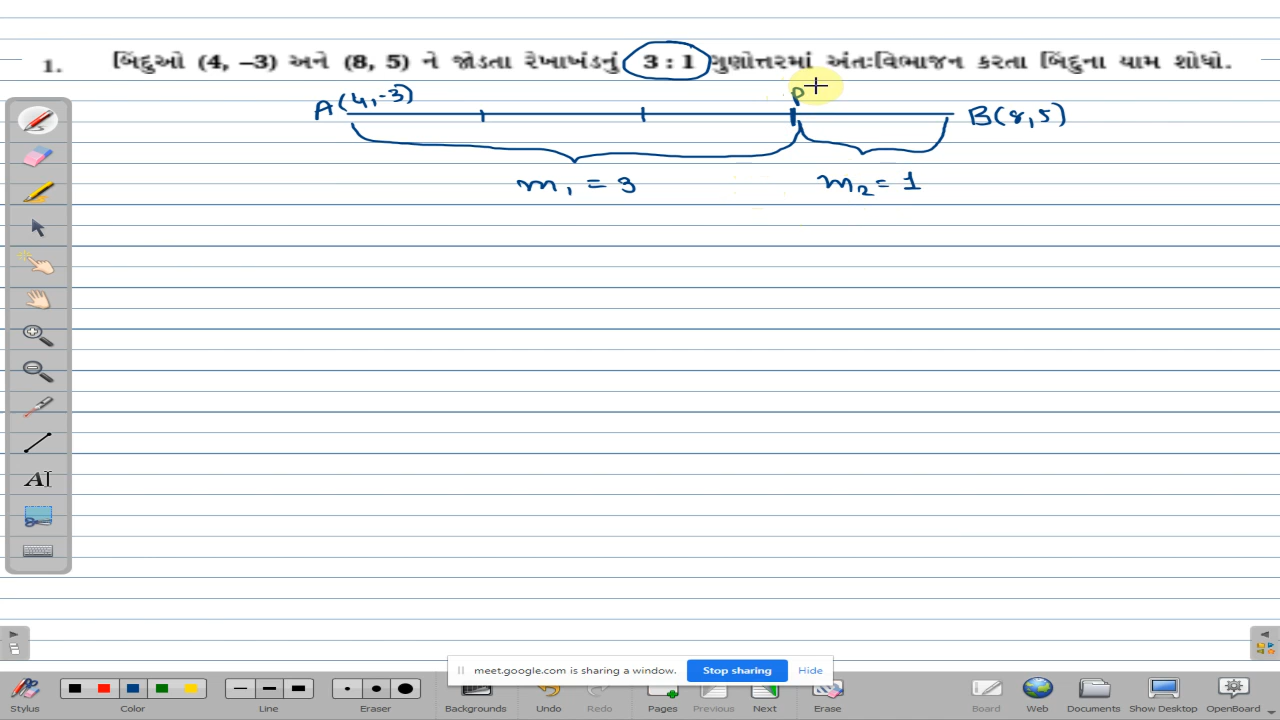 1. બિંદુઓ (4, –3) અને (8, 5) ને જોડતા રેખાખંડનું 3 : 1 ગુણોત્તરમાં અંતઃવિભાજન કરતા બિંદુના યામ શોધો.
A(4,-3) P B(8,5)
m₁ = 3 m₂ = 1
AI
meet.google.com is sharing a window. Stop sharing Hide
Stylus Color Line Eraser Backgrounds Undo Redo Pages Previous Next Erase Board Web Documents Show Desktop OpenBoard